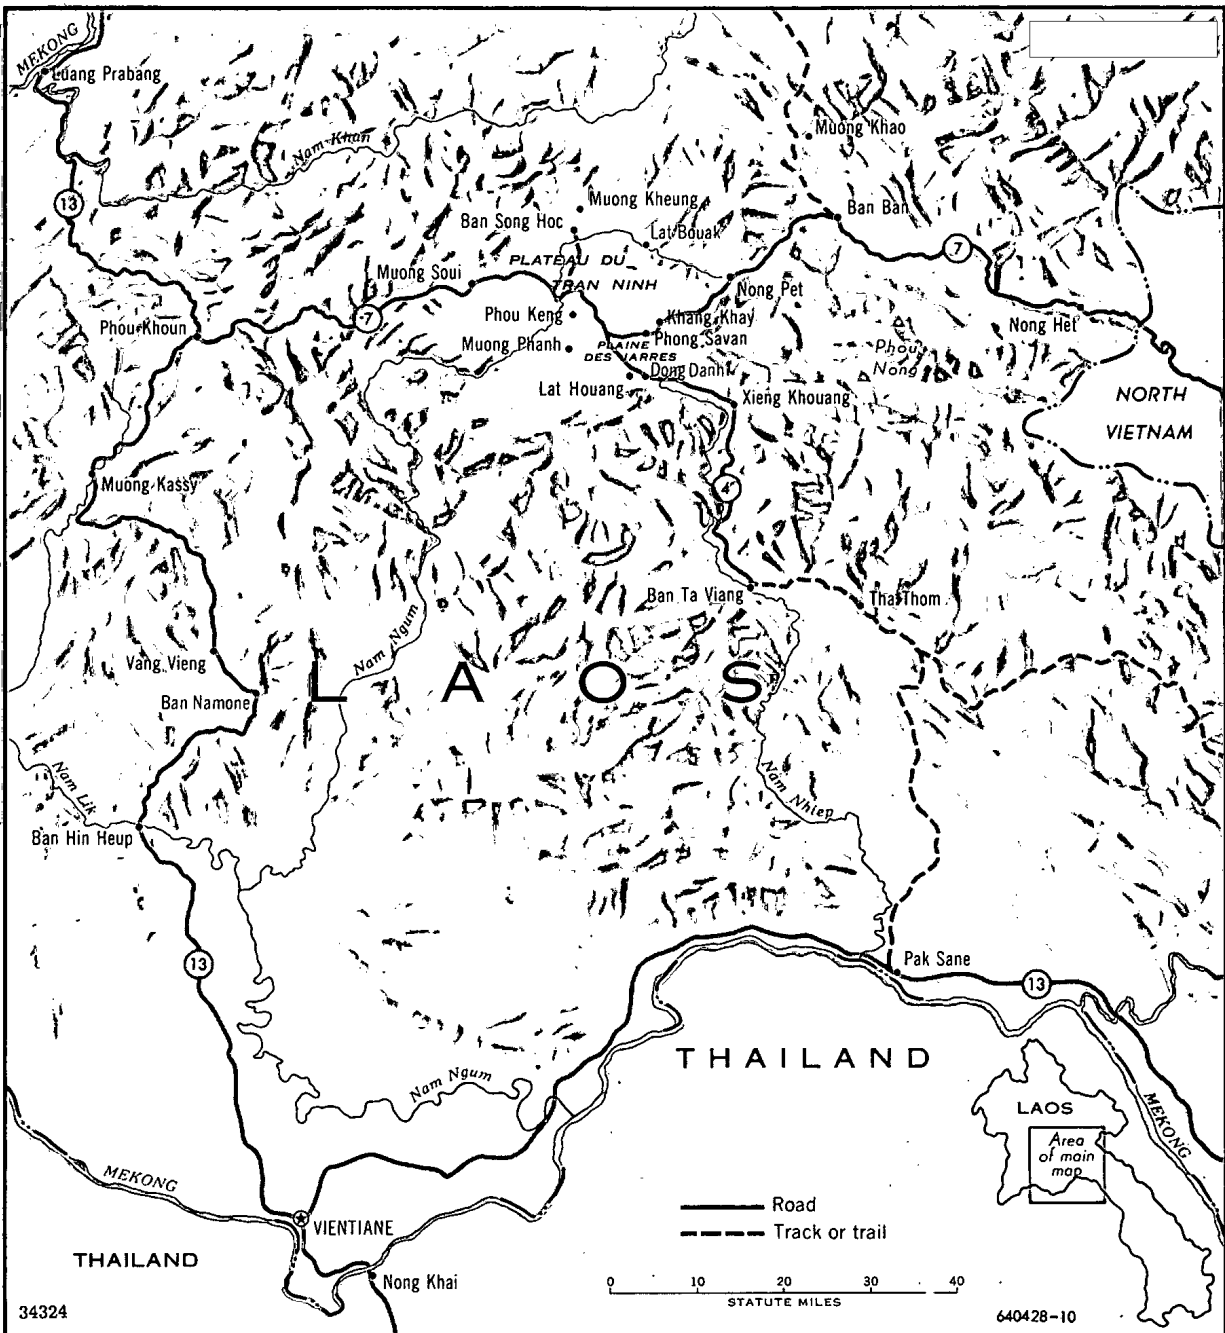 MEKONG
Luang Prabang
Nam Khan
Muong Khao
13
Muong Kheung
Ban Ban
Ban Song Hoc
Lat Bouak
7
PLATEAU DU
TRAN NINH
Muong Soui
Nong Pet
7
Phou Keng
Khang Khay
Phou Khoun
Nong Het
Muong Phanh
PLAINE
DES JARRES
Phong Savan
Phou
Nong
Dong Danh
Lat Houang
Xieng Khouang
NORTH
VIETNAM
Muong Kassy
4
Ban Ta Viang
Tha Thom
Nam Ngum
Vang Vieng
LAOS
Ban Namone
Nam Lik
Nam Nhiep
Ban Hin Heup
13
Pak Sane
13
THAILAND
Nam Ngum
LAOS
Area
of main
map
MEKONG
MEKONG
Road
Track or trail
VIENTIANE
THAILAND
Nong Khai
0 10 20 30 40
STATUTE MILES
34324
640428-10